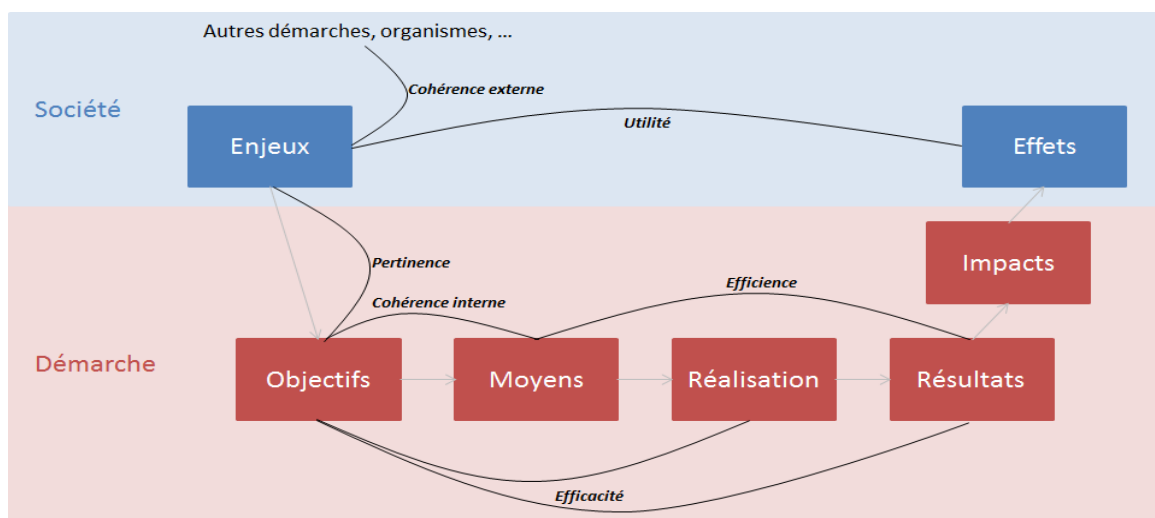 Autres démarches, organismes, ...
Cohérence externe
Société
Utilité
Enjeux
Effets
Pertinence
Impacts
Cohérence interne
Efficience
Démarche
Objectifs
Moyens
Réalisation
Résultats
Efficacité